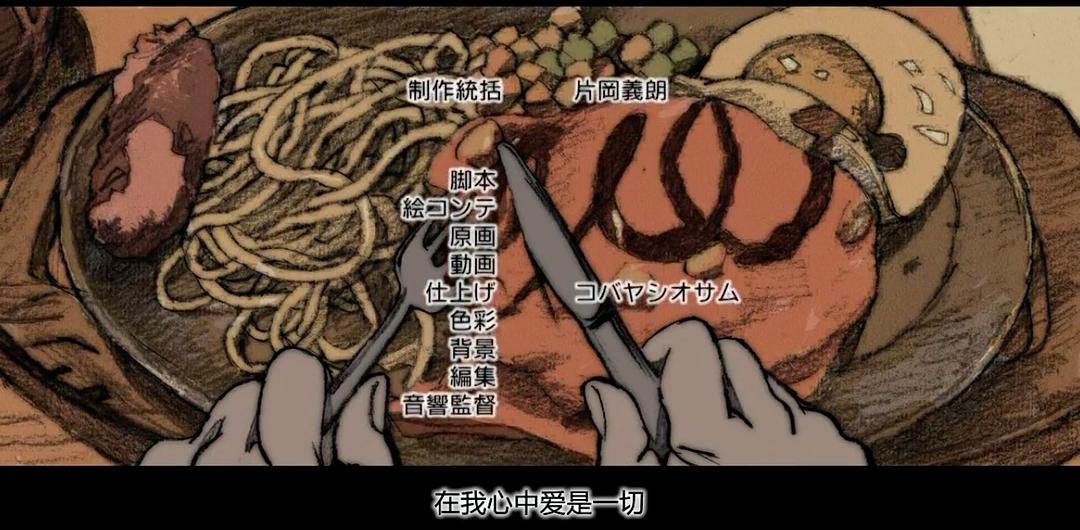 制作統括 片岡義朗
脚本
絵コンテ
原画
動画
仕上げ コバヤシオサム
色彩
背景
編集
音響監督
在我心中爱是一切